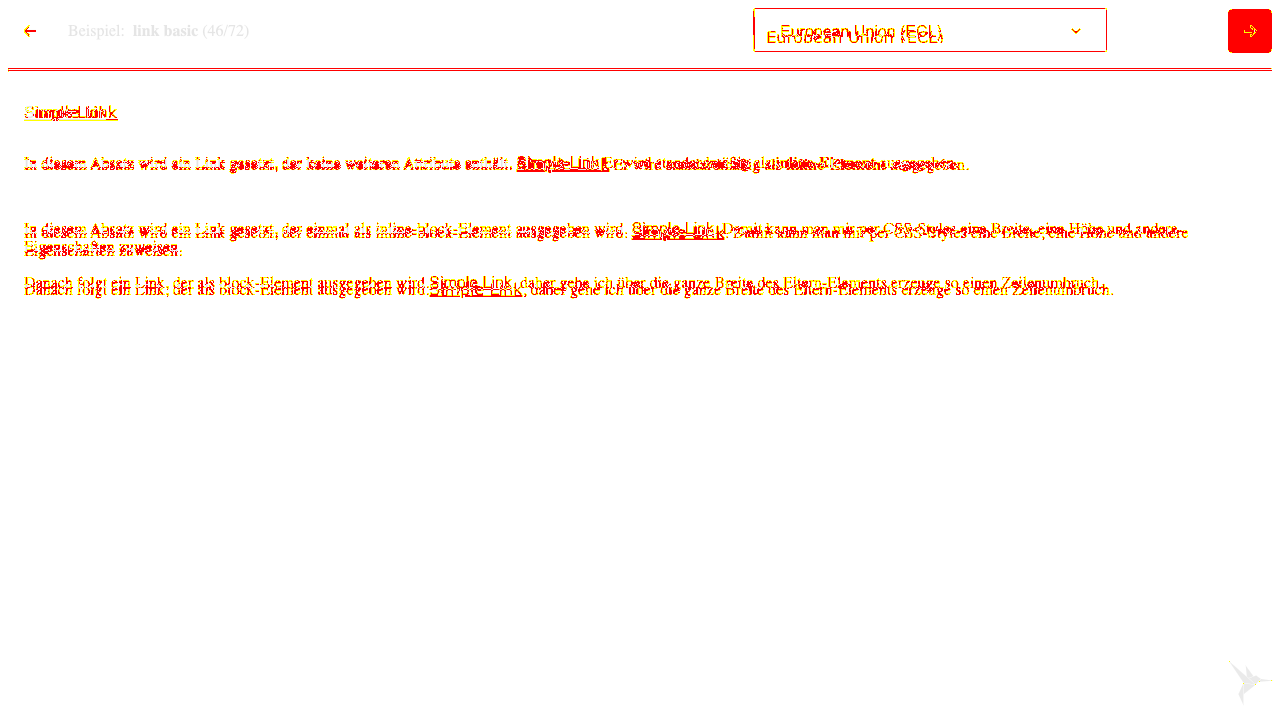 Beispiel: link basic (46/72)
European Union (ECL)
Simple Link
In diesem Absatz wird ein Link gesetzt, der keine weiteren Attribute enthält. Simple Link Er wird standardmäßig als inline-Element ausgegeben.
In diesem Absatz wird ein Link gesetzt, der einmal als inline-block-Element ausgegeben wird. Simple Link. Damit kann man nur per CSS-Styles eine Breite, eine Höhe und andere
Eigenschaften zuweisen.
Danach folgt ein Link, der als block-Element ausgegeben wird. Simple Link, daher gehe ich über die ganze Breite des Eltern-Elements erzeuge so einen Zeilenumbruch.